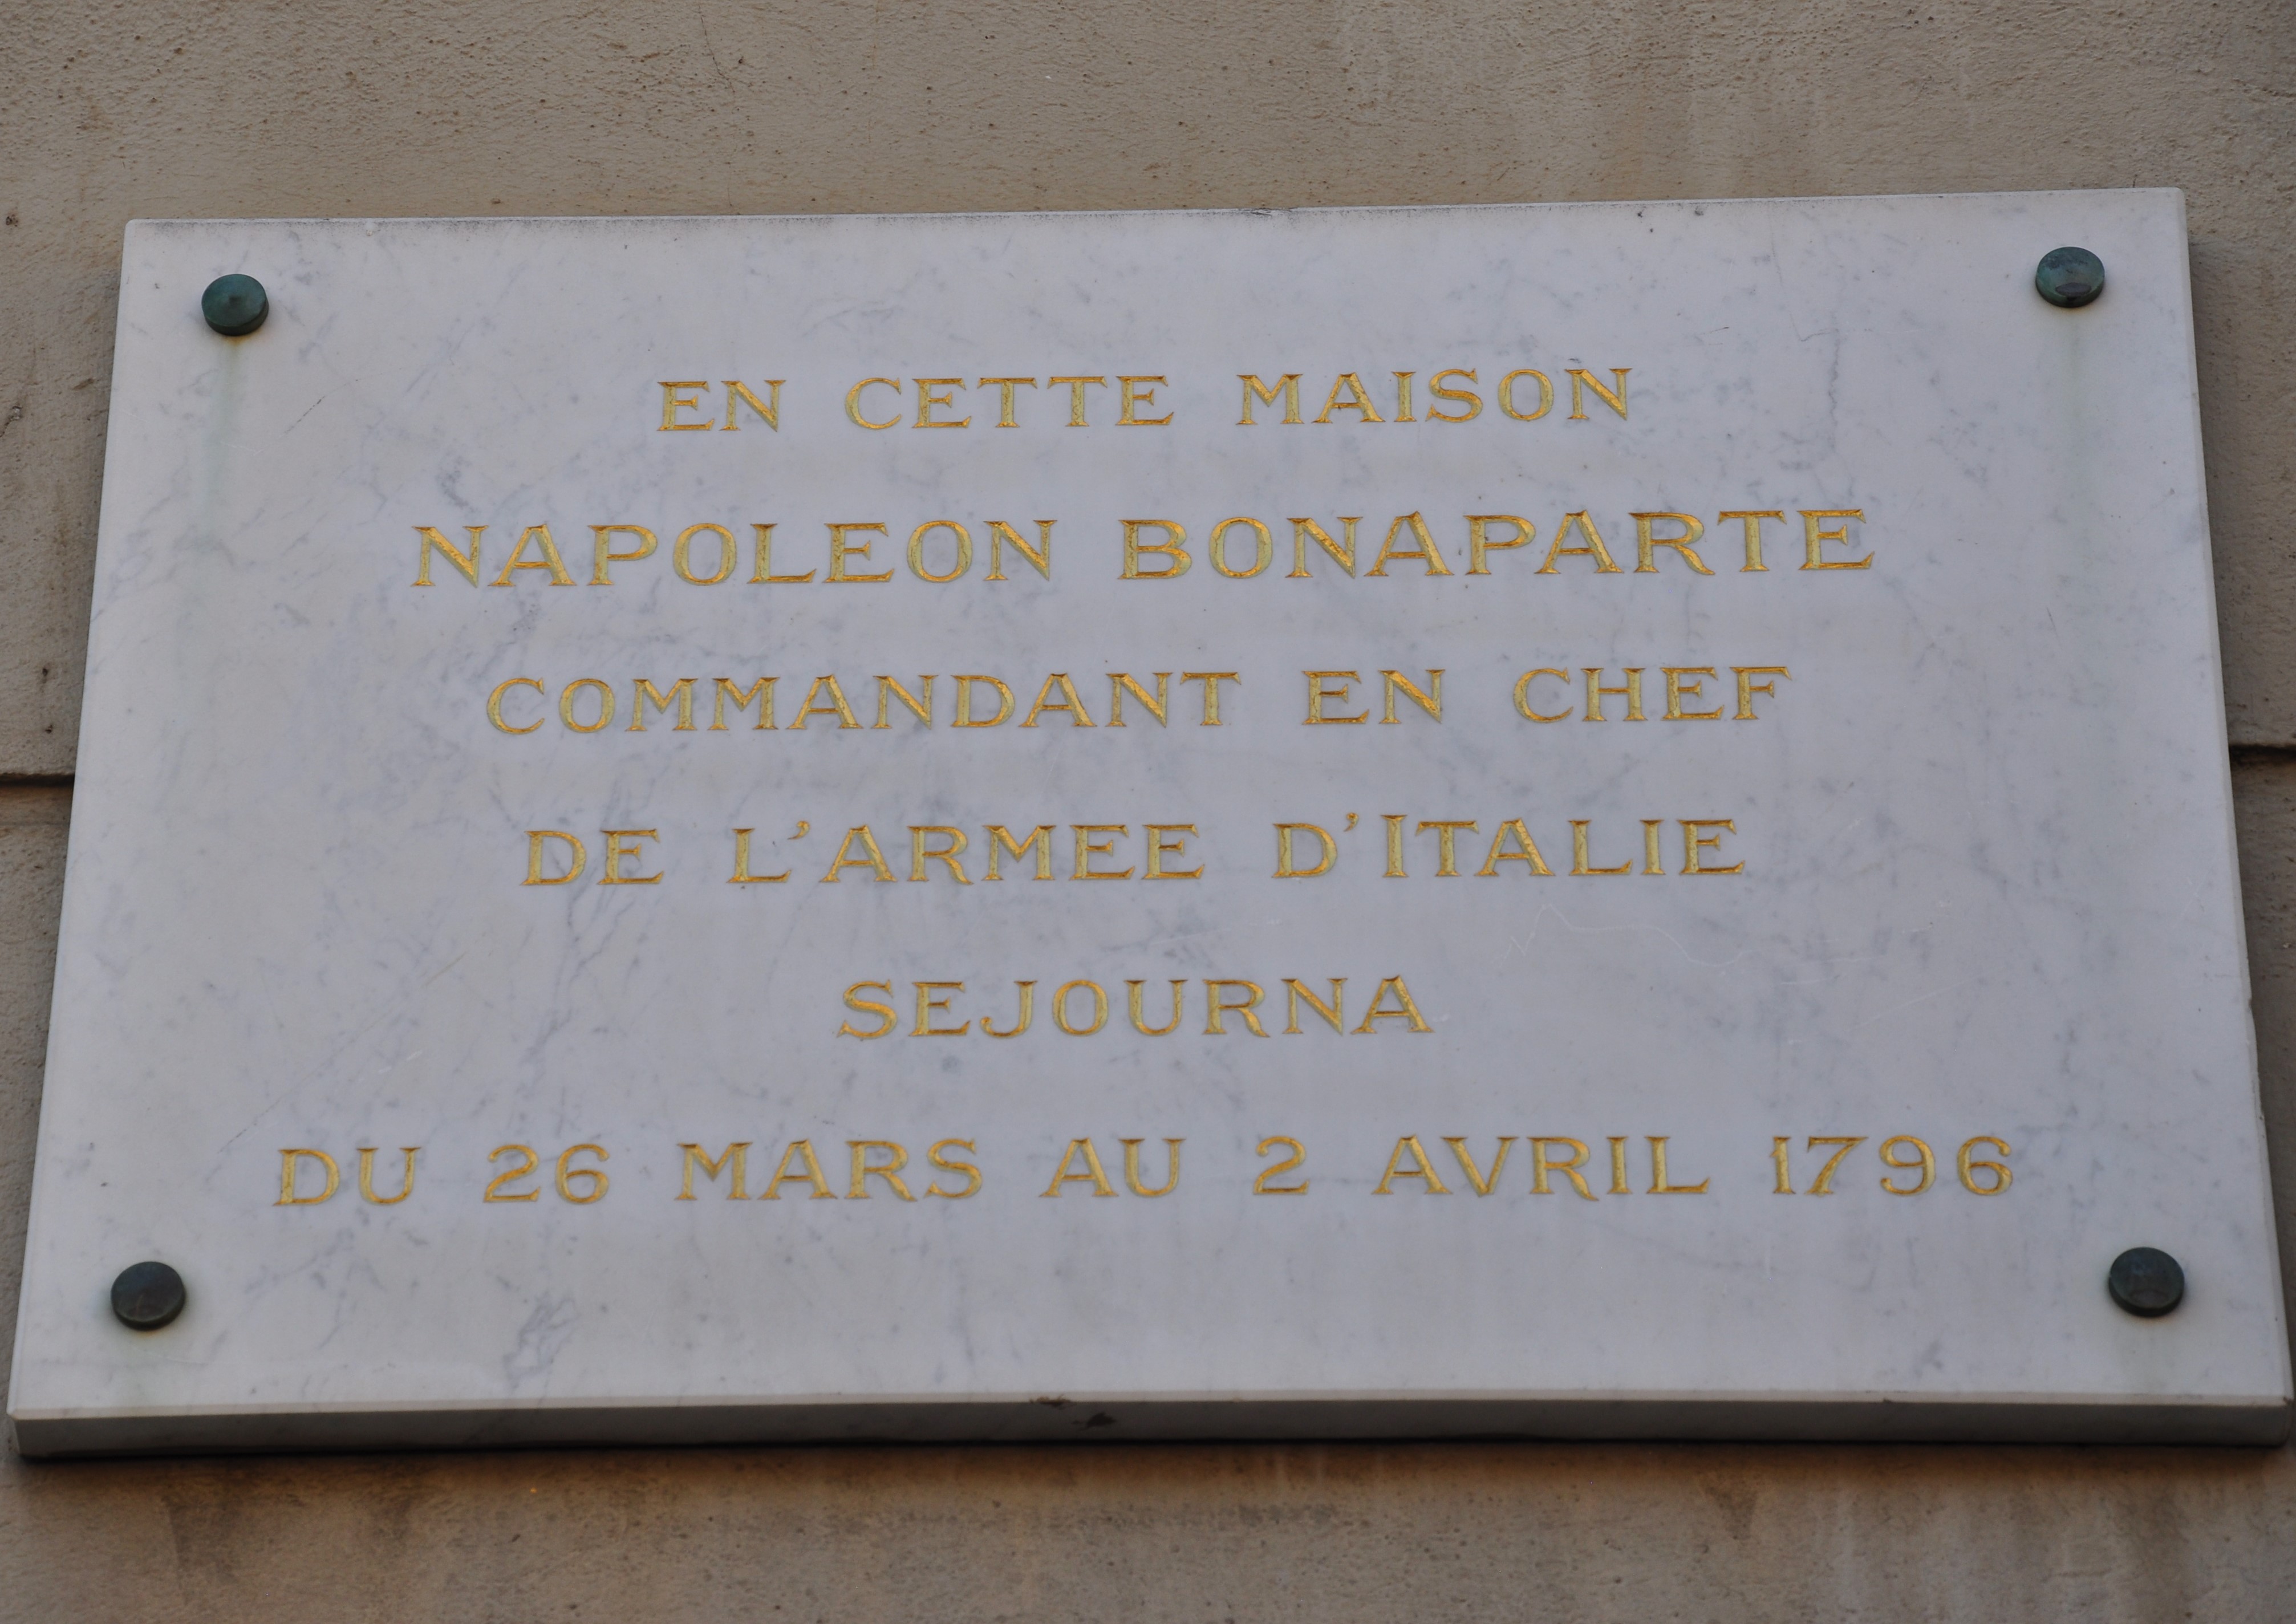 EN CETTE MAISON
NAPOLEON BONAPARTE
COMMANDANT EN CHEF
DE L'ARMEE D'ITALIE
SEJOURNA
DU 26 MARS AU 2 AVRIL 1796